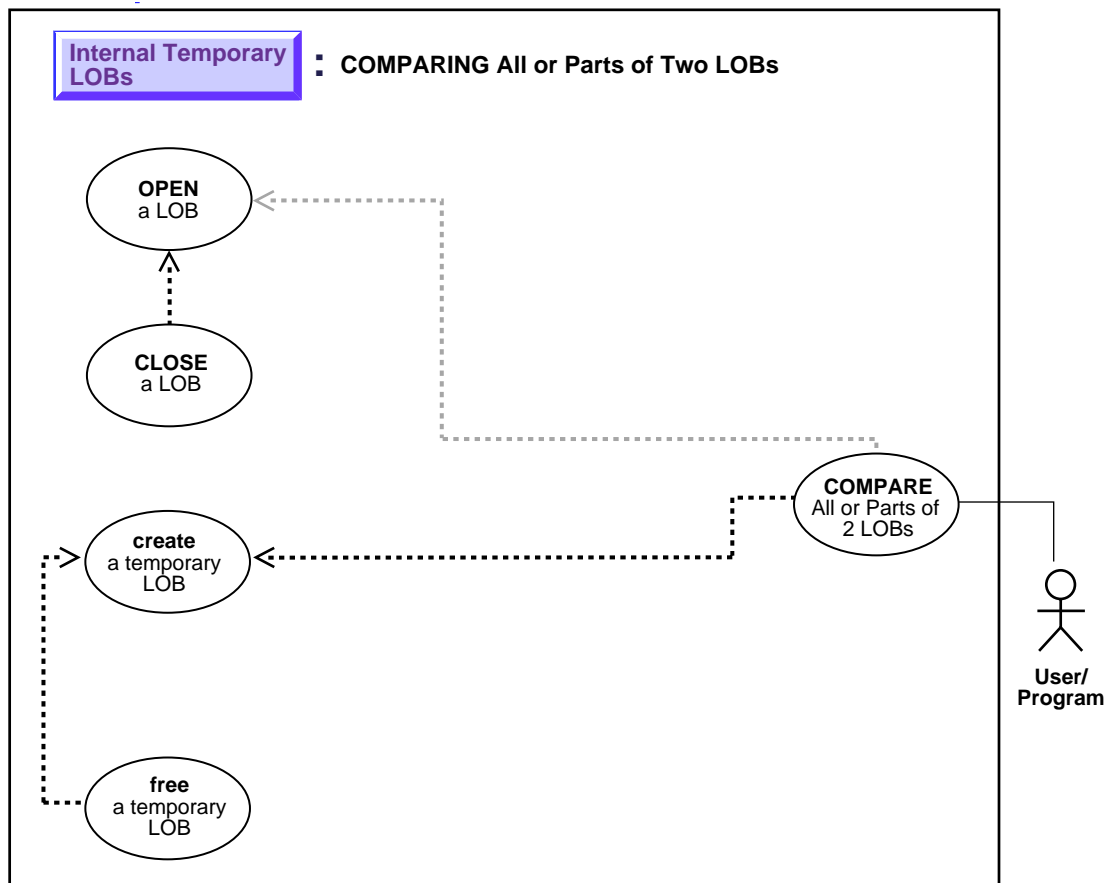 Internal Temporary
LOBs
: COMPARING All or Parts of Two LOBs
OPEN
a LOB
CLOSE
a LOB
COMPARE
All or Parts of
2 LOBs
create
a temporary
LOB
User/
Program
free
a temporary
LOB